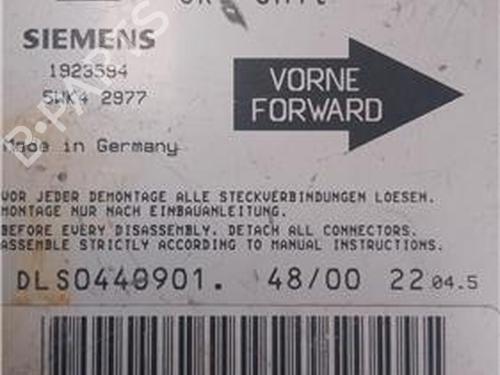 SIEMENS
1923594
5WK4 2977
VORNE
FORWARD
B-PARTS
Made in Germany
VOR JEDER DEMONTAGE ALLE STECKVERBINDUNGEN LOESEN.
MONTAGE NUR NACH EINBAUANLEITUNG.
BEFORE EVERY DISASSEMBLY. DETACH ALL CONNECTORS.
ASSEMBLE STRICTLY ACCORDING TO MANUAL INSTRUCTIONS.
DLS0440901. 48/00 22 04.5